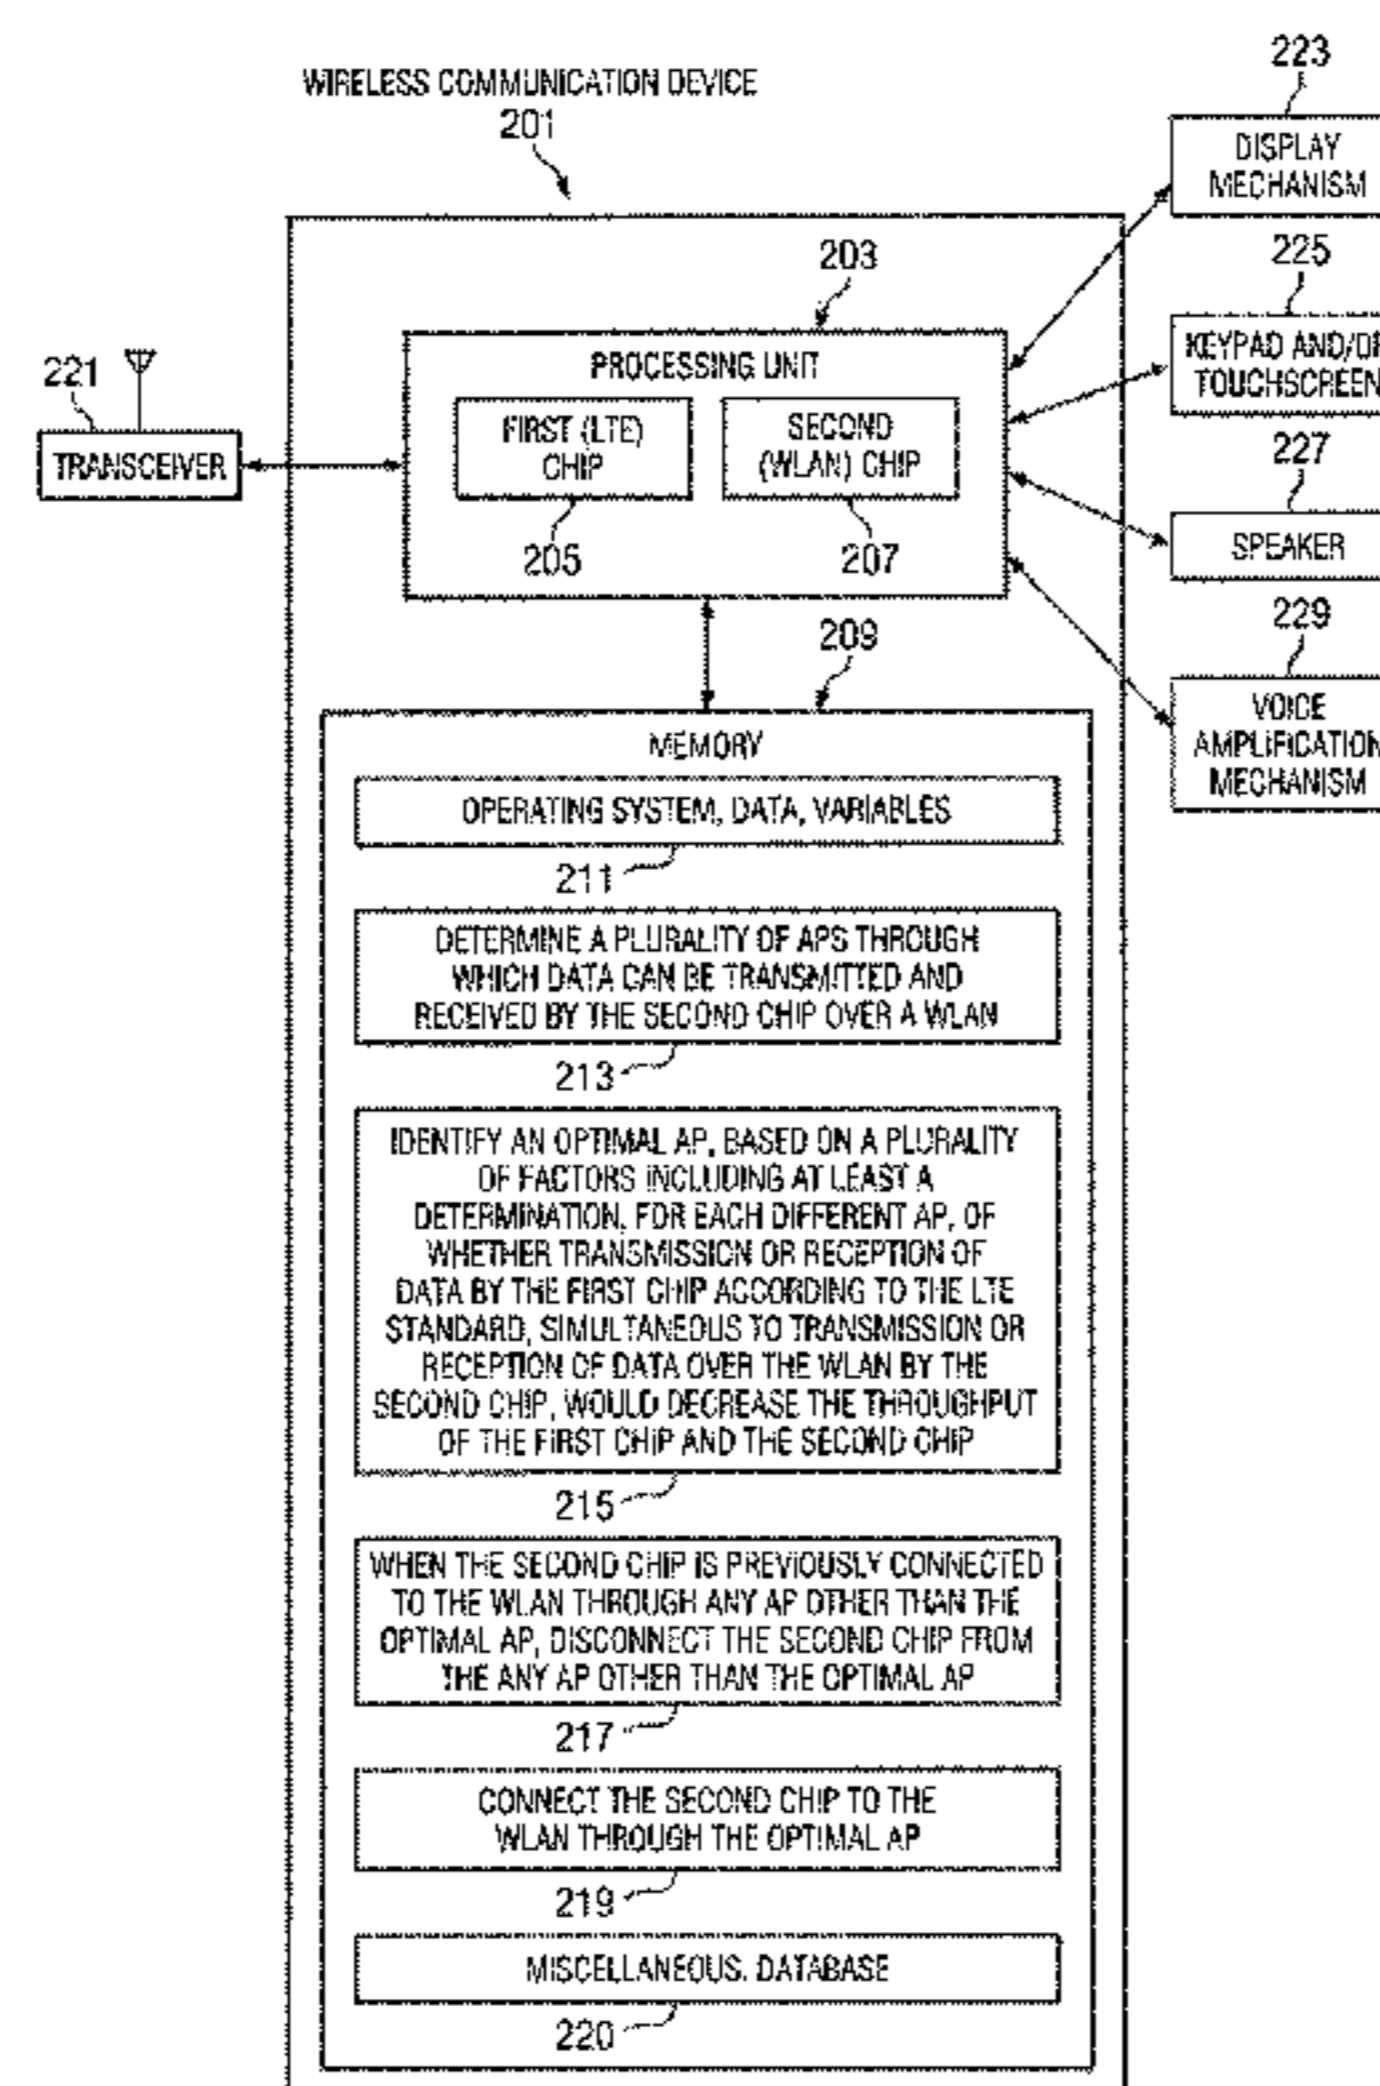 WIRELESS COMMUNICATION DEVICE
201
223
DISPLAY
MECHANISM
203
225
KEYPAD AND/OR
TOUCHSCREEN
PROCESSING UNIT
221
TRANSCEIVER
FIRST (LTE)
CHIP
SECOND
(WLAN) CHIP
205
207
227
SPEAKER
209
229
VOICE
AMPLIFICATION
MECHANISM
MEMORY
OPERATING SYSTEM, DATA, VARIABLES
211
DETERMINE A PLURALITY OF APS THROUGH
WHICH DATA CAN BE TRANSMITTED AND
RECEIVED BY THE SECOND CHIP OVER A WLAN
213
IDENTIFY AN OPTIMAL AP, BASED ON A PLURALITY
OF FACTORS INCLUDING AT LEAST A
DETERMINATION, FOR EACH DIFFERENT AP, OF
WHETHER TRANSMISSION OR RECEPTION OF
DATA BY THE FIRST CHIP ACCORDING TO THE LTE
STANDARD, SIMULTANEOUS TO TRANSMISSION OR
RECEPTION OF DATA OVER THE WLAN BY THE
SECOND CHIP, WOULD DECREASE THE THROUGHPUT
OF THE FIRST CHIP AND THE SECOND CHIP
215
WHEN THE SECOND CHIP IS PREVIOUSLY CONNECTED
TO THE WLAN THROUGH ANY AP OTHER THAN THE
OPTIMAL AP, DISCONNECT THE SECOND CHIP FROM
THE ANY AP OTHER THAN THE OPTIMAL AP
217
CONNECT THE SECOND CHIP TO THE
WLAN THROUGH THE OPTIMAL AP
219
MISCELLANEOUS. DATABASE
220